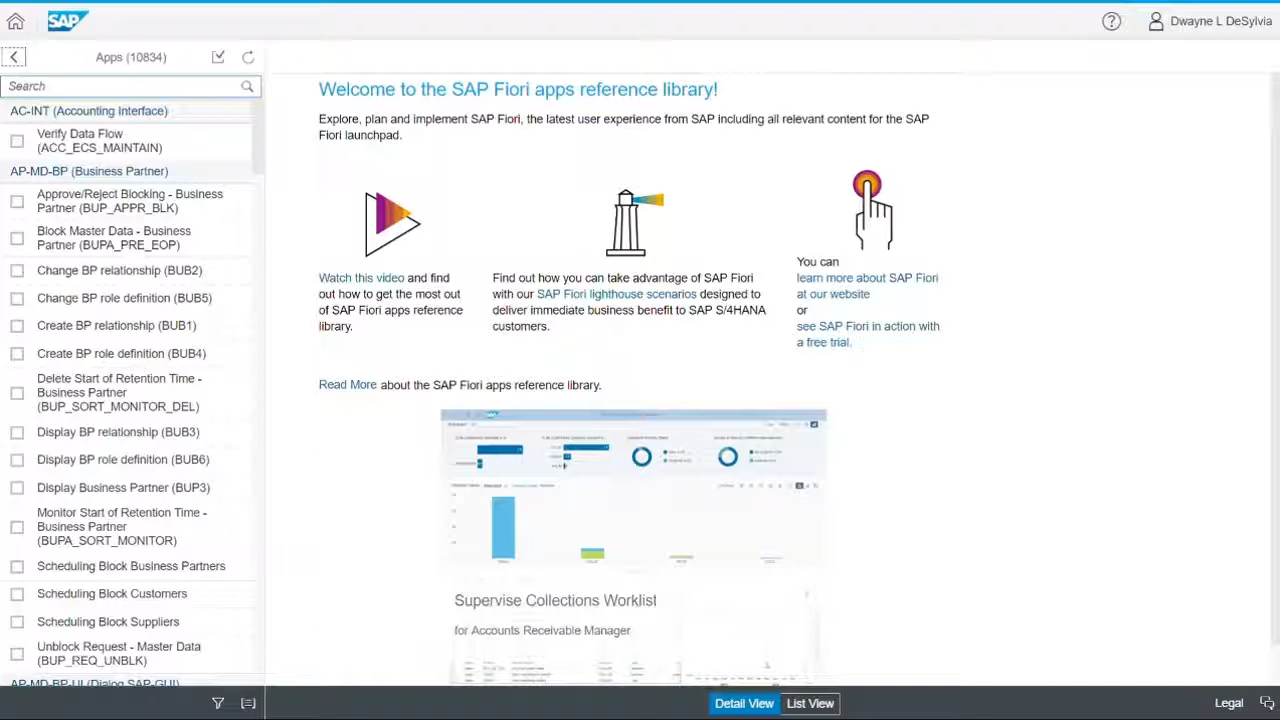 SAP
Dwayne L DeSylvia
Apps (10834)
Search
AC-INT (Accounting Interface)
Verify Data Flow
(ACC_ECS_MAINTAIN)
AP-MD-BP (Business Partner)
Approve/Reject Blocking - Business
Partner (BUP_APPR_BLK)
Block Master Data - Business
Partner (BUPA_PRE_EOP)
Change BP relationship (BUB2)
Change BP role definition (BUB5)
Create BP relationship (BUB1)
Create BP role definition (BUB4)
Delete Start of Retention Time -
Business Partner
(BUP_SORT_MONITOR_DEL)
Display BP relationship (BUB3)
Display BP role definition (BUB6)
Display Business Partner (BUP3)
Monitor Start of Retention Time -
Business Partner
(BUPA_SORT_MONITOR)
Scheduling Block Business Partners
Scheduling Block Customers
Scheduling Block Suppliers
Unblock Request - Master Data
(BUP_REQ_UNBLK)
Welcome to the SAP Fiori apps reference library!
Explore, plan and implement SAP Fiori, the latest user experience from SAP including all relevant content for the SAP
Fiori launchpad.
Watch this video and find
out how to get the most out
of SAP Fiori apps reference
library.
Find out how you can take advantage of SAP Fiori
with our SAP Fiori lighthouse scenarios designed to
deliver immediate business benefit to SAP S/4HANA
customers.
You can
learn more about SAP Fiori
at our website
or
see SAP Fiori in action with
a free trial.
Read More about the SAP Fiori apps reference library.
SAP
Supervise Collections Worklist
for Accounts Receivable Manager
Detail View
List View
Legal